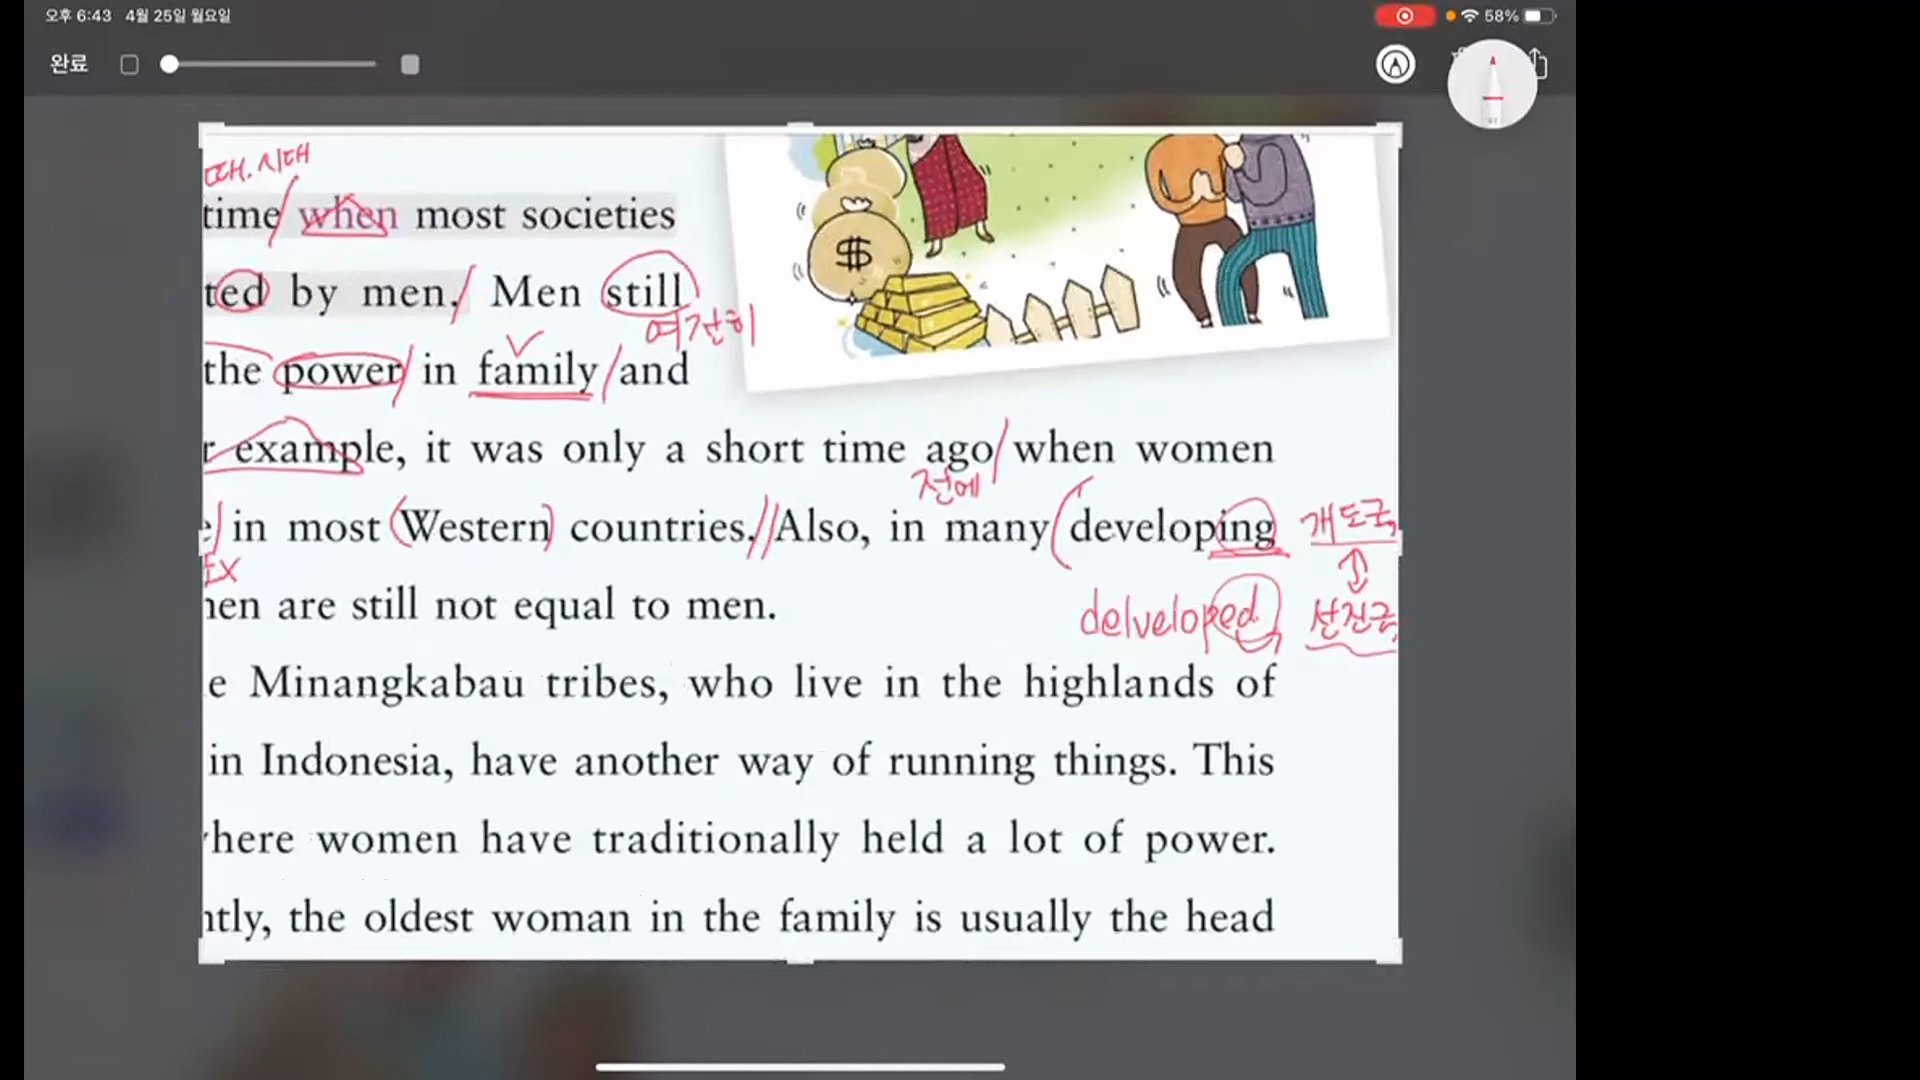 오후 6:43 4월 25일 월요일
58%
완료
때. 시대
time when most societies
ted by men. Men still
여전히
the power in family and
r example, it was only a short time ago when women
전에
e in most Western countries. Also, in many developing
개도국
EX
men are still not equal to men.
delveloped
선진국
e Minangkabau tribes, who live in the highlands of
in Indonesia, have another way of running things. This
where women have traditionally held a lot of power.
ntly, the oldest woman in the family is usually the head
$